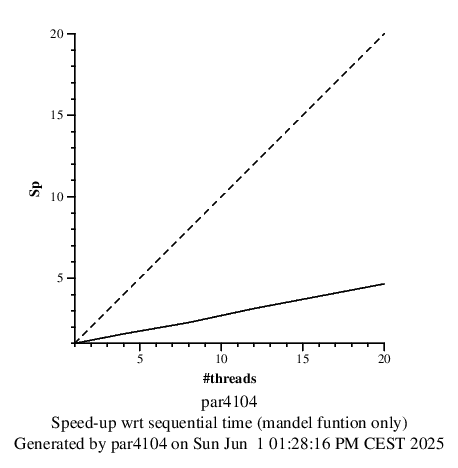 20
15
10
5
Sp
5
10
15
20
#threads
par4104
Speed-up wrt sequential time (mandel funtion only)
Generated by par4104 on Sun Jun  1 01:28:16 PM CEST 2025